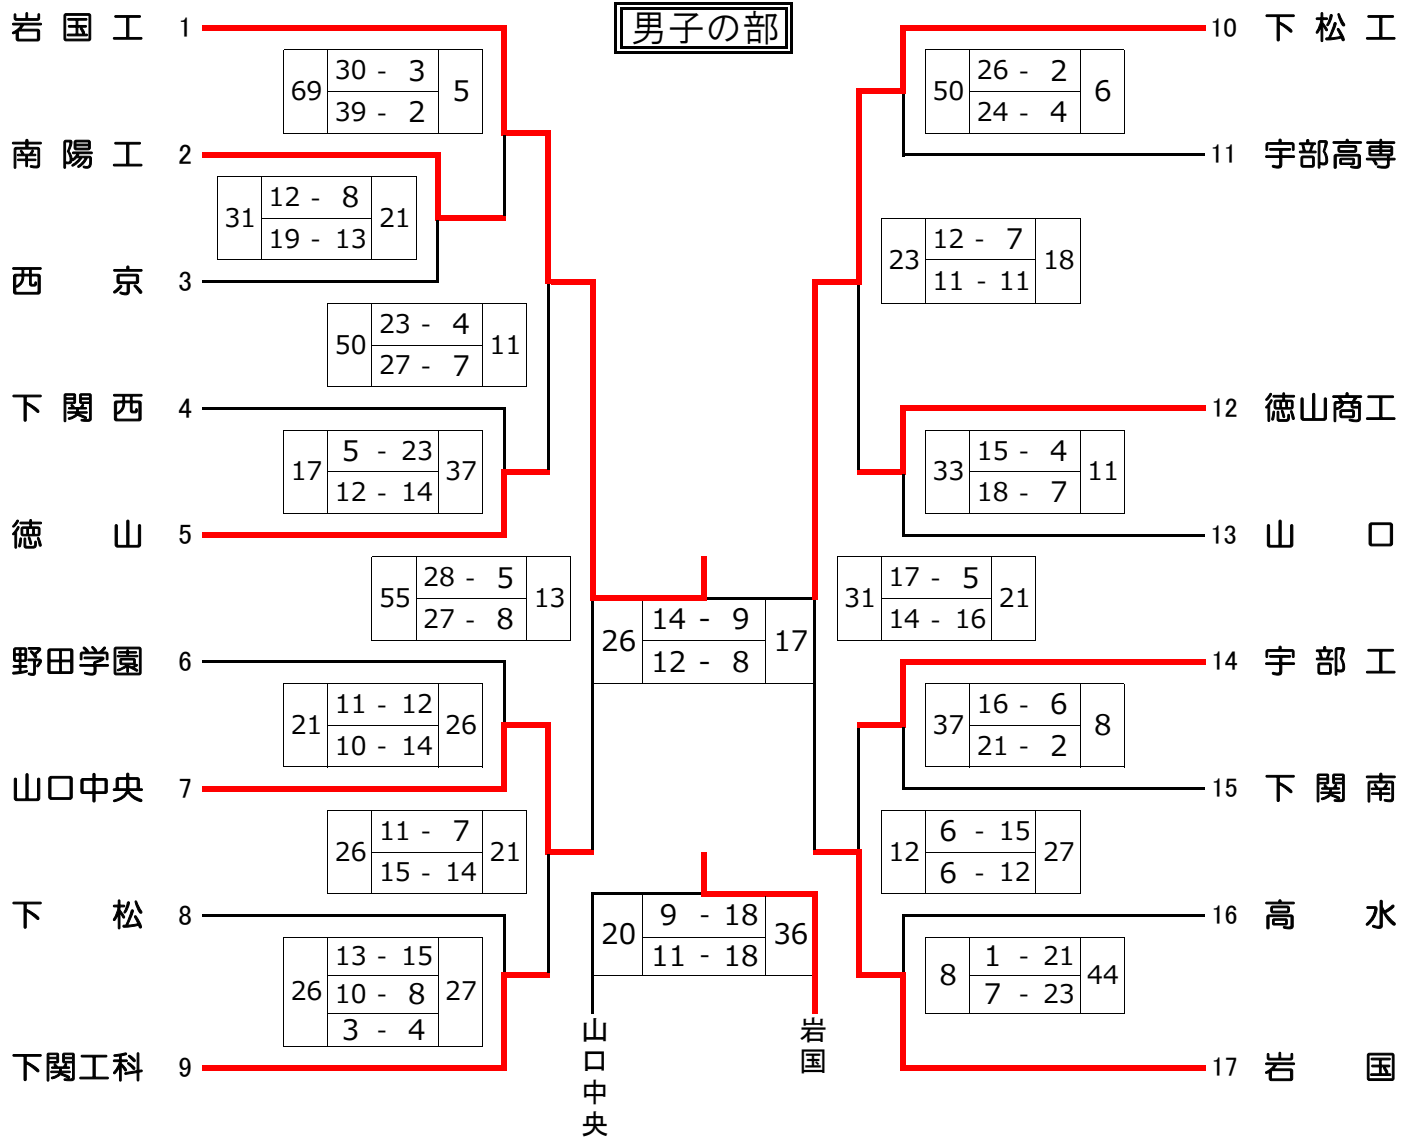 男子の部
岩国工 1
69 30 - 3 5
39 - 2
南陽工 2
31 12 - 8 21
19 - 13
西京 3
50 23 - 4 11
27 - 7
下関西 4
17 5 - 23 37
12 - 14
徳山 5
55 28 - 5 13
27 - 8
野田学園 6
21 11 - 12 26
10 - 14
山口中央 7
26 11 - 7 21
15 - 14
下松 8
26 13 - 15 27
10 - 8
3 - 4
下関工科 9
26 14 - 9 17
12 - 8
20 9 - 18 36
11 - 18
山口中央
岩国
10 下松工
50 26 - 2 6
24 - 4
11 宇部高専
23 12 - 7 18
11 - 11
12 徳山商工
33 15 - 4 11
18 - 7
13 山口
31 17 - 5 21
14 - 16
14 宇部工
37 16 - 6 8
21 - 2
15 下関南
12 6 - 15 27
6 - 12
16 高水
8 1 - 21 44
7 - 23
17 岩国